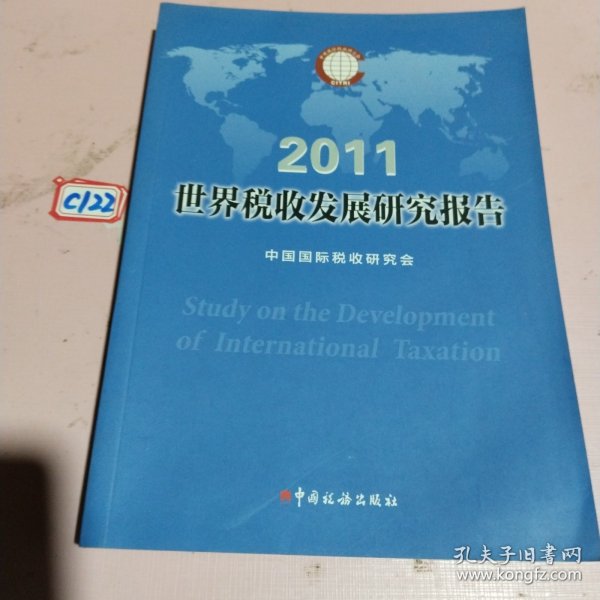 CITRI
2011
世界税收发展研究报告
C122
中国国际税收研究会
Study on the Development
of International Taxation
中国税务出版社
孔夫子旧书网
www.kongfz.com